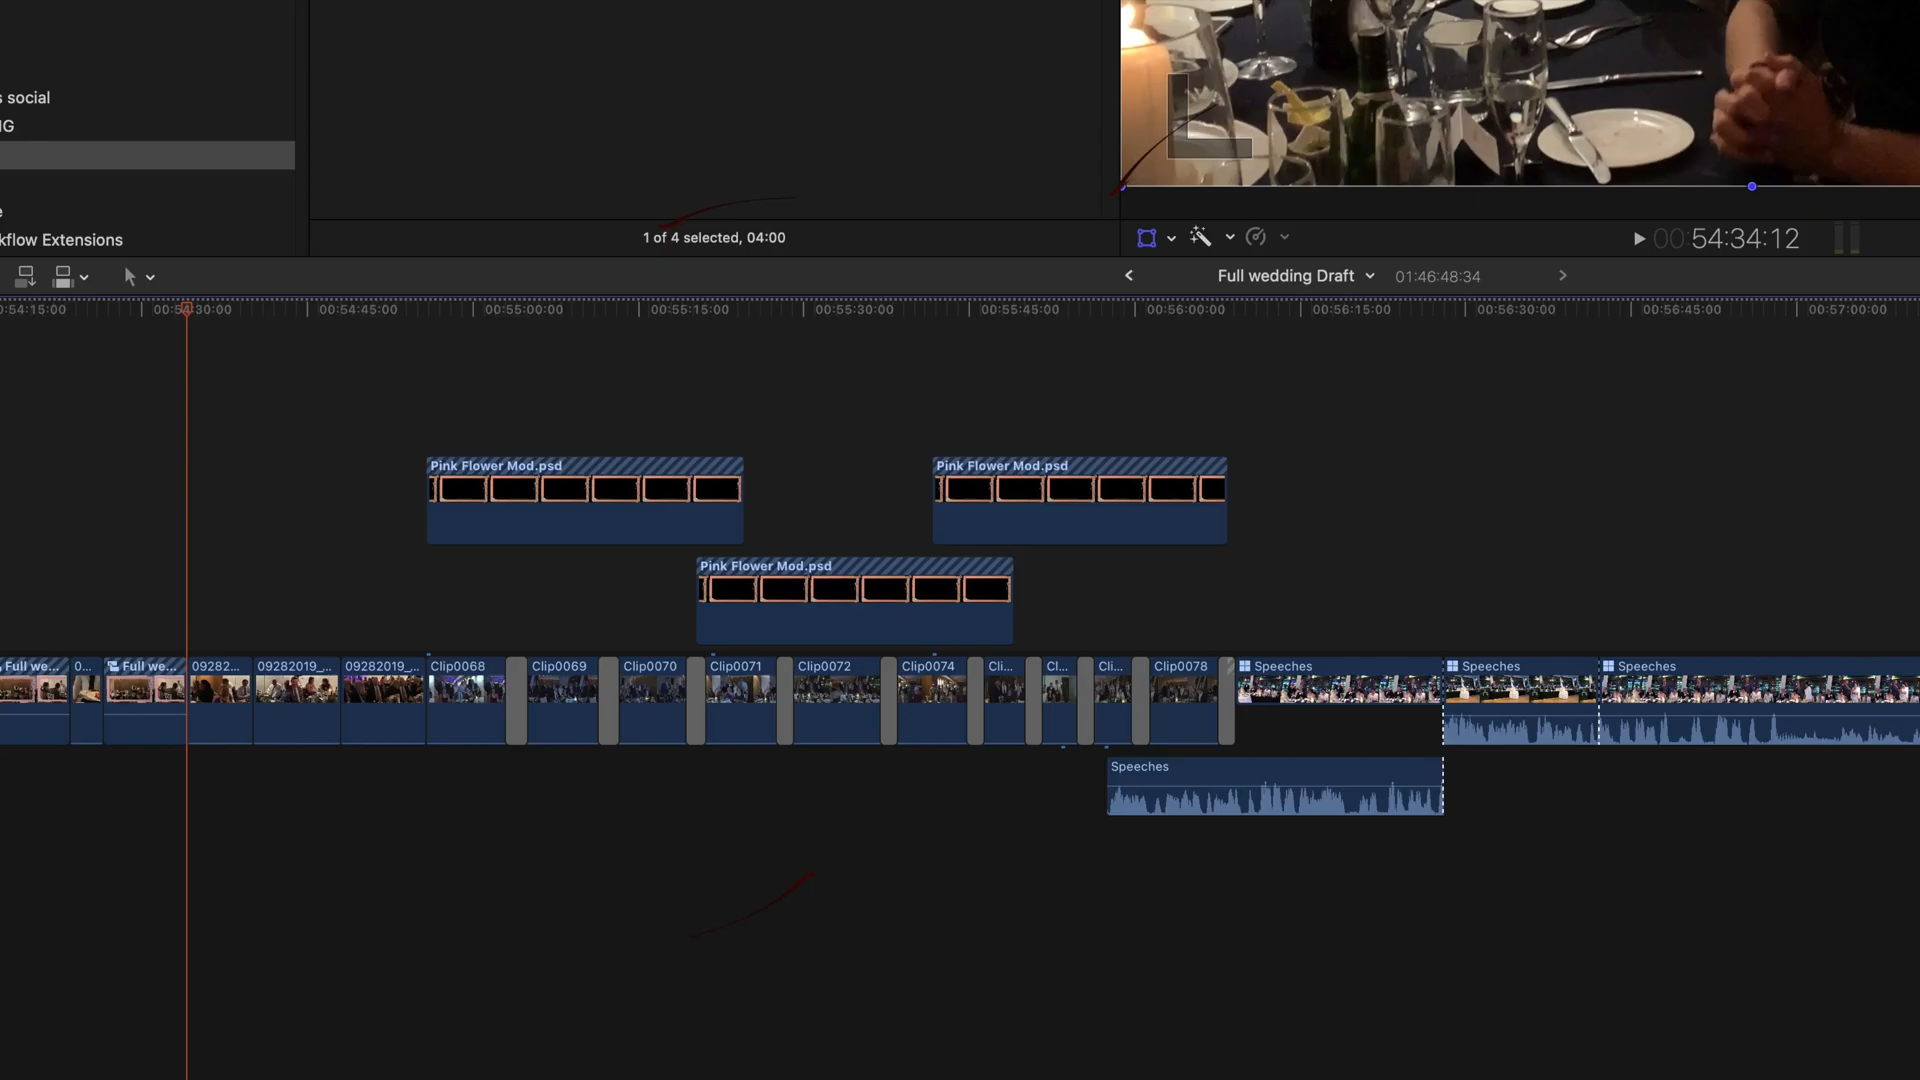 s social
IG
e
kflow Extensions
1 of 4 selected, 04:00
00:54:34:12
Full wedding Draft
01:46:48:34
0:54:15:00
00:54:30:00
00:54:45:00
00:55:00:00
00:55:15:00
00:55:30:00
00:55:45:00
00:56:00:00
00:56:15:00
00:56:30:00
00:56:45:00
00:57:00:00
Pink Flower Mod.psd
Pink Flower Mod.psd
Pink Flower Mod.psd
Full we...
0...
Full we...
09282...
09282019_...
09282019_...
Clip0068
Clip0069
Clip0070
Clip0071
Clip0072
Clip0074
Cli...
Cl...
Cli...
Clip0078
Speeches
Speeches
Speeches
Speeches